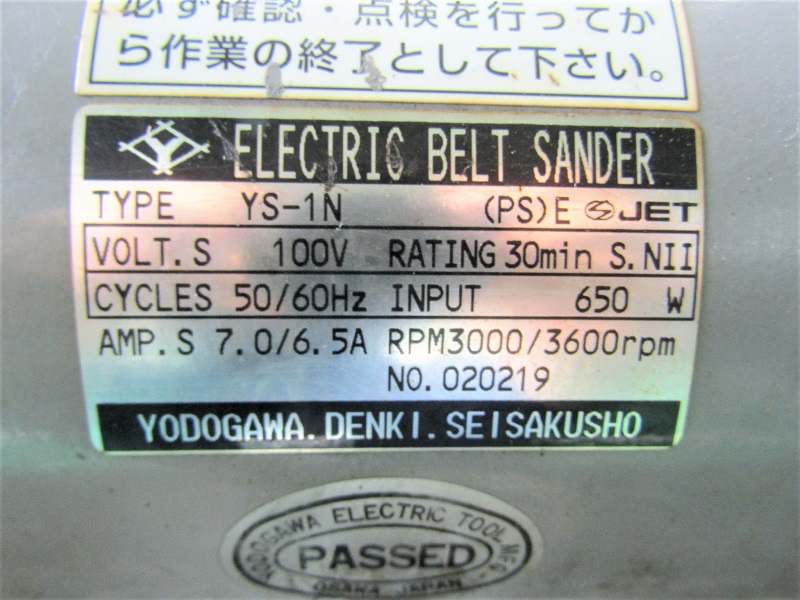 必ず確認・点検を行ってか
ら作業の終了として下さい。
Y ELECTRIC BELT SANDER
TYPE YS-1N (PS)E S JET
VOLT.S 100V RATING 30min S.NII
CYCLES 50/60Hz INPUT 650 W
AMP.S 7.0/6.5A RPM3000/3600rpm
NO.020219
YODOGAWA.DENKI.SEISAKUSHO
YODOGAWA ELECTRIC TOOL MFG.
PASSED
OSAKA JAPAN